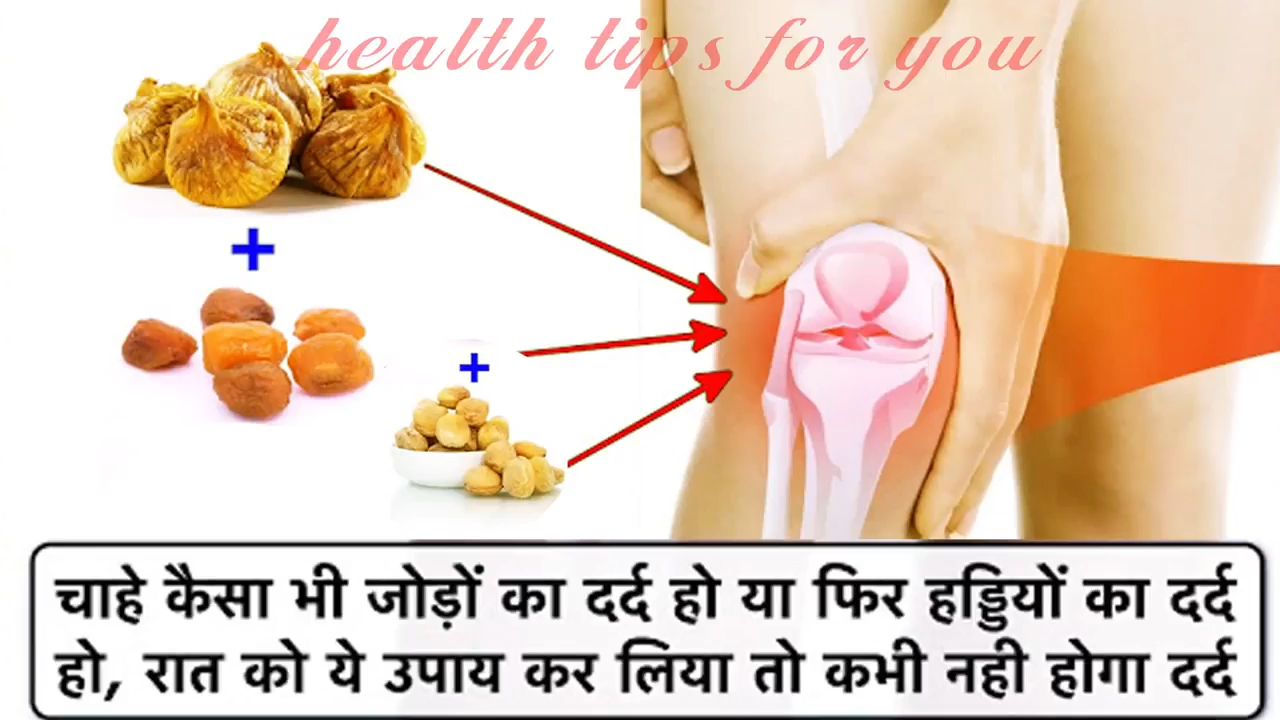 health tips for you
+
+
चाहे कैसा भी जोड़ों का दर्द हो या फिर हड्डियों का दर्द
हो, रात को ये उपाय कर लिया तो कभी नही होगा दर्द